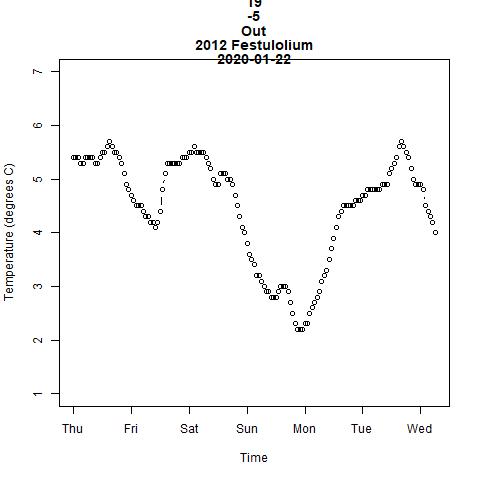 19
-5
Out
2012 Festulolium
2020-01-22
Temperature (degrees C)
7
6
5
4
3
2
1
Thu Fri Sat Sun Mon Tue Wed
Time